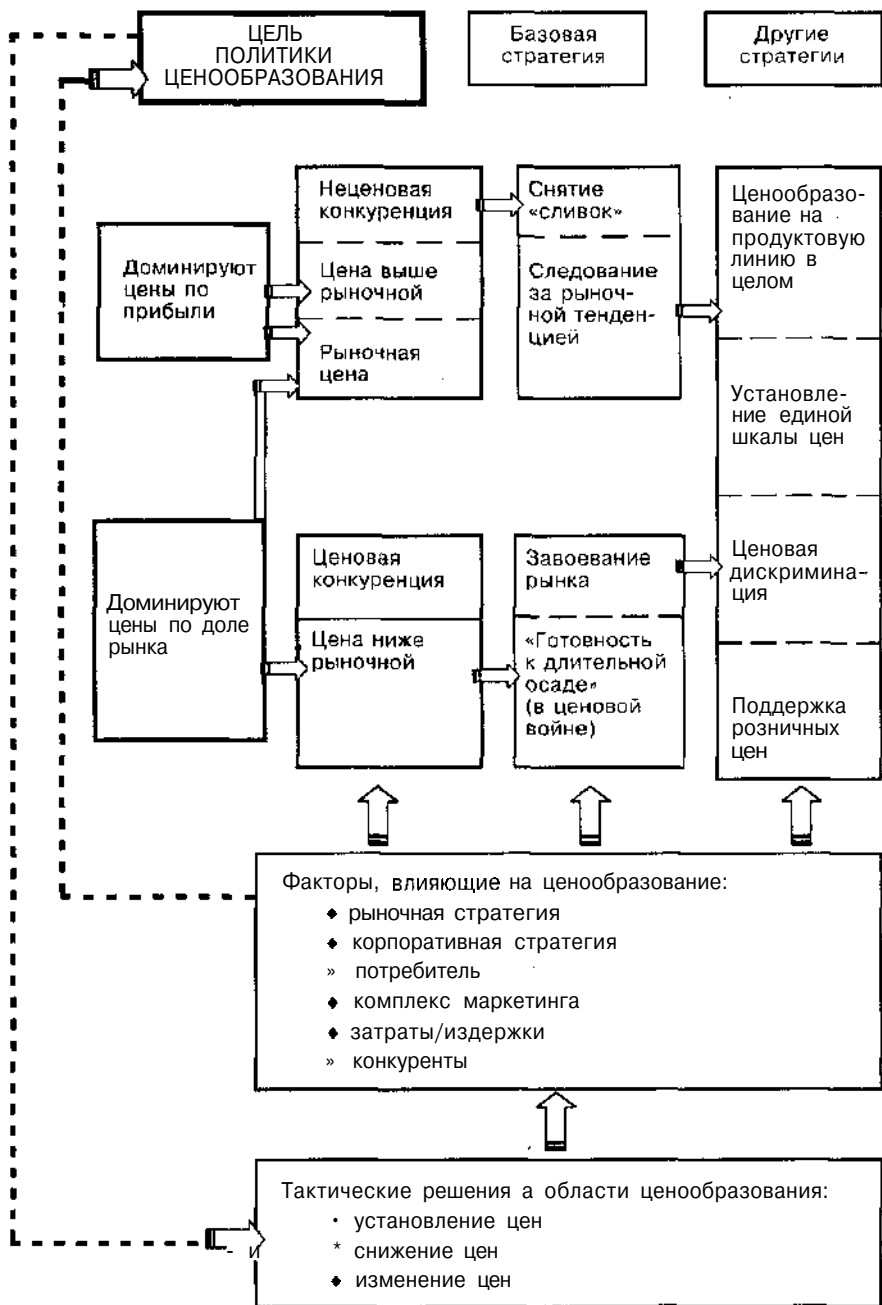 ЦЕЛЬ
ПОЛИТИКИ
ЦЕНООБРАЗОВАНИЯ
Базовая
стратегия
Другие
стратегии
Доминируют
цены по
прибыли
Неценовая
конкуренция
Цена выше
рыночной
Рыночная
цена
Снятие
«сливок»
Следование
за рыноч-
ной тенден-
цией
Ценообразо-
вание на
продуктовую
линию в
целом
Установле-
ние единой
шкалы цен
Ценовая
дискримина-
ция
Поддержка
розничных
цен
Доминируют
цены по доле
рынка
Ценовая
конкуренция
Цена ниже
рыночной
Завоевание
рынка
«Готовность
к длительной
осаде»
(в ценовой
войне)
Факторы, влияющие на ценообразование:
♦ рыночная стратегия
♦ корпоративная стратегия
» потребитель
♦ комплекс маркетинга
♦ затраты/издержки
» конкуренты
Тактические решения а области ценообразования:
· установление цен
- и * снижение цен
♦ изменение цен